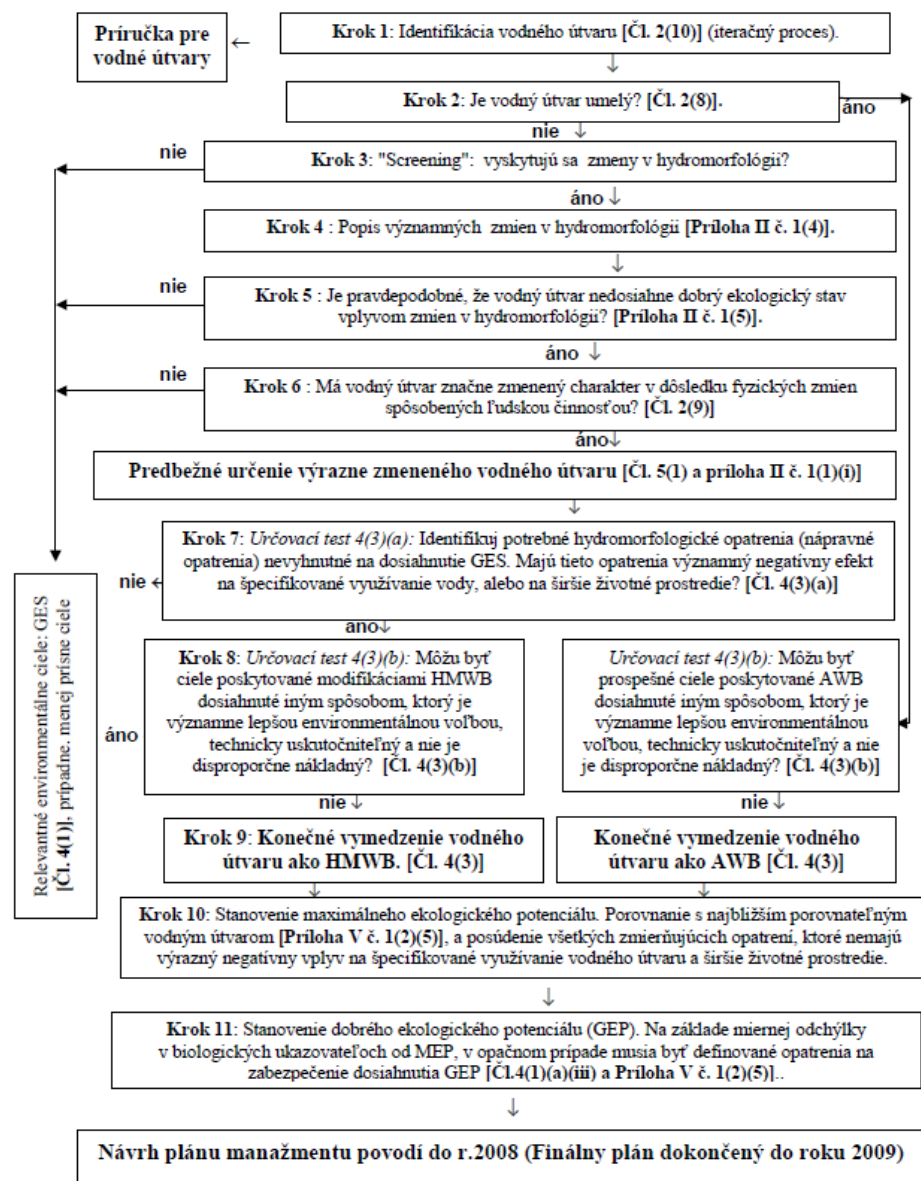 Príručka pre
vodné útvary
←
Krok 1: Identifikácia vodného útvaru [Čl. 2(10)] (iteračný proces).
↓
Krok 2: Je vodný útvar umelý? [Čl. 2(8)].
áno
nie ↓
nie
Krok 3: "Screening": vyskytujú sa zmeny v hydromorfológii?
áno ↓
Krok 4 : Popis významných zmien v hydromorfológii [Príloha II č. 1(4)].
nie
Krok 5 : Je pravdepodobné, že vodný útvar nedosiahne dobrý ekologický stav
vplyvom zmien v hydromorfológii? [Príloha II č. 1(5)].
áno ↓
nie
Krok 6 : Má vodný útvar značne zmenený charakter v dôsledku fyzických zmien
spôsobených ľudskou činnosťou? [Čl. 2(9)]
áno↓
Predbežné určenie výrazne zmeneného vodného útvaru [Čl. 5(1) a príloha II č. 1(1)(i)]
↓
Krok 7: Určovací test 4(3)(a): Identifikuj potrebné hydromorfologické opatrenia (nápravné
opatrenia) nevyhnutné na dosiahnutie GES. Majú tieto opatrenia významný negatívny efekt
na špecifikované využívanie vody, alebo na širšie životné prostredie? [Čl. 4(3)(a)]
nie ←
áno↓
Relevantné environmentálne ciele: GES
[Čl. 4(1)], prípadne. menej prísne ciele
áno
Krok 8: Určovací test 4(3)(b): Môžu byť
ciele poskytované modifikáciami HMWB
dosiahnuté iným spôsobom, ktorý je
významne lepšou environmentálnou voľbou,
technicky uskutočniteľný a nie je
disproporčne nákladný? [Čl. 4(3)(b)]
Určovací test 4(3)(b): Môžu byť
prospešné ciele poskytované AWB
dosiahnuté iným spôsobom, ktorý je
významne lepšou environmentálnou
voľbou, technicky uskutočniteľný a nie
je disproporčne nákladný? [Čl. 4(3)(b)]
nie ↓
nie ↓
Krok 9: Konečné vymedzenie vodného
útvaru ako HMWB. [Čl. 4(3)]
Konečné vymedzenie vodného
útvaru ako AWB [Čl. 4(3)]
↓
↓
Krok 10: Stanovenie maximálneho ekologického potenciálu. Porovnanie s najbližším porovnateľným
vodným útvarom [Príloha V č. 1(2)(5)], a posúdenie všetkých zmierňujúcich opatrení, ktoré nemajú
výrazný negatívny vplyv na špecifikované využívanie vodného útvaru a širšie životné prostredie.
↓
Krok 11: Stanovenie dobrého ekologického potenciálu (GEP). Na základe miernej odchýlky
v biologických ukazovateľoch od MEP, v opačnom prípade musia byť definované opatrenia na
zabezpečenie dosiahnutia GEP [Čl.4(1)(a)(iii) a Príloha V č. 1(2)(5)]..
↓
Návrh plánu manažmentu povodí do r.2008 (Finálny plán dokončený do roku 2009)